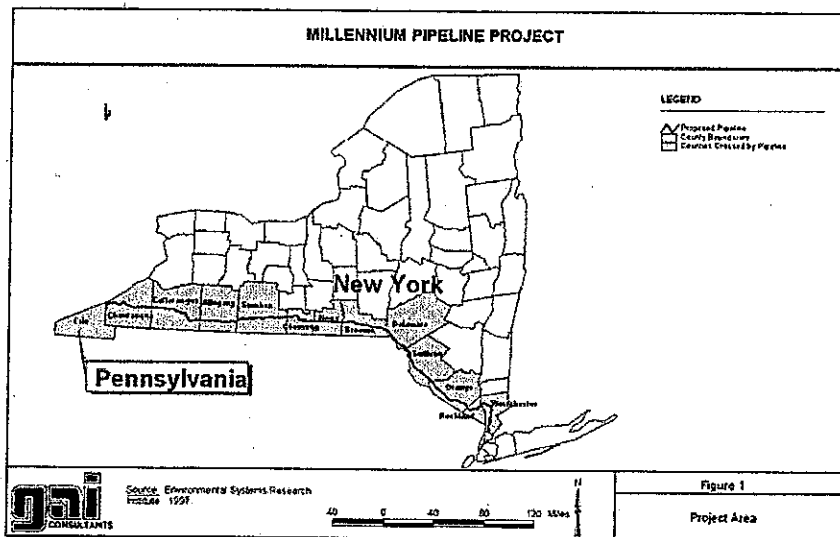 MILLENNIUM PIPELINE PROJECT
LEGEND
Proposed Pipeline
County Boundary
Counties Crossed by Pipeline
New York
Cattaraugus
Allegany
Steuben
Erie
Chautauqua
Chemung
Tioga
Broome
Delaware
Sullivan
Orange
Rockland
Westchester
Pennsylvania
gai
CONSULTANTS
Source: Environmental Systems Research
Institute 1997.
40 0 40 80 120 Miles
N
Figure 1
Project Area